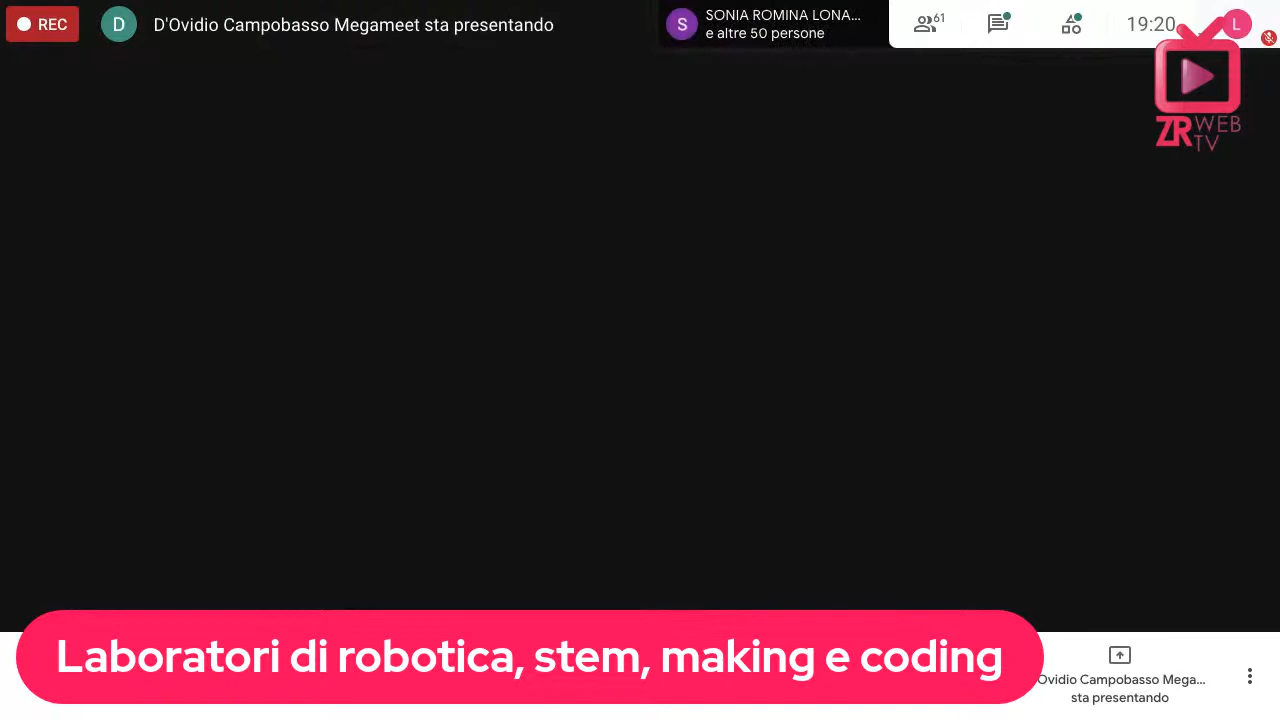 REC
D
D'Ovidio Campobasso Megameet sta presentando
S
SONIA ROMINA LONA...
e altre 50 persone
61
19:20
L
ZR WEB
TV
Laboratori di robotica, stem, making e coding
Ovidio Campobasso Mega...
sta presentando